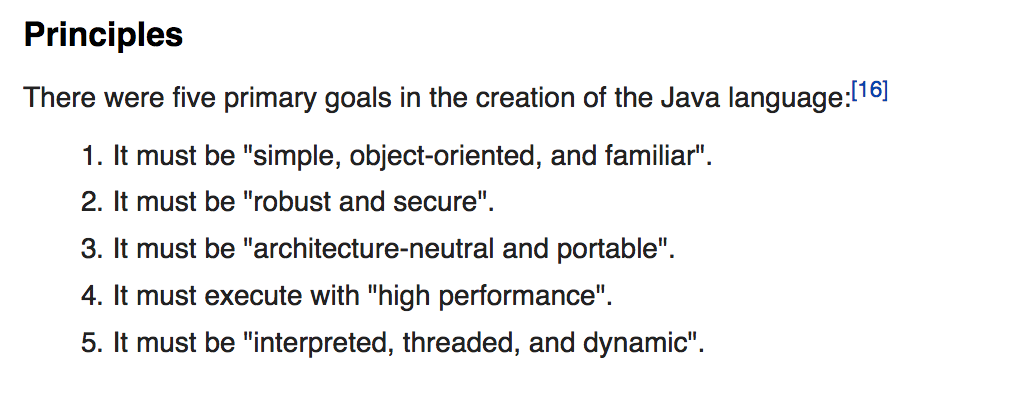 Principles
There were five primary goals in the creation of the Java language:[16]
1. It must be "simple, object-oriented, and familiar".
2. It must be "robust and secure".
3. It must be "architecture-neutral and portable".
4. It must execute with "high performance".
5. It must be "interpreted, threaded, and dynamic".